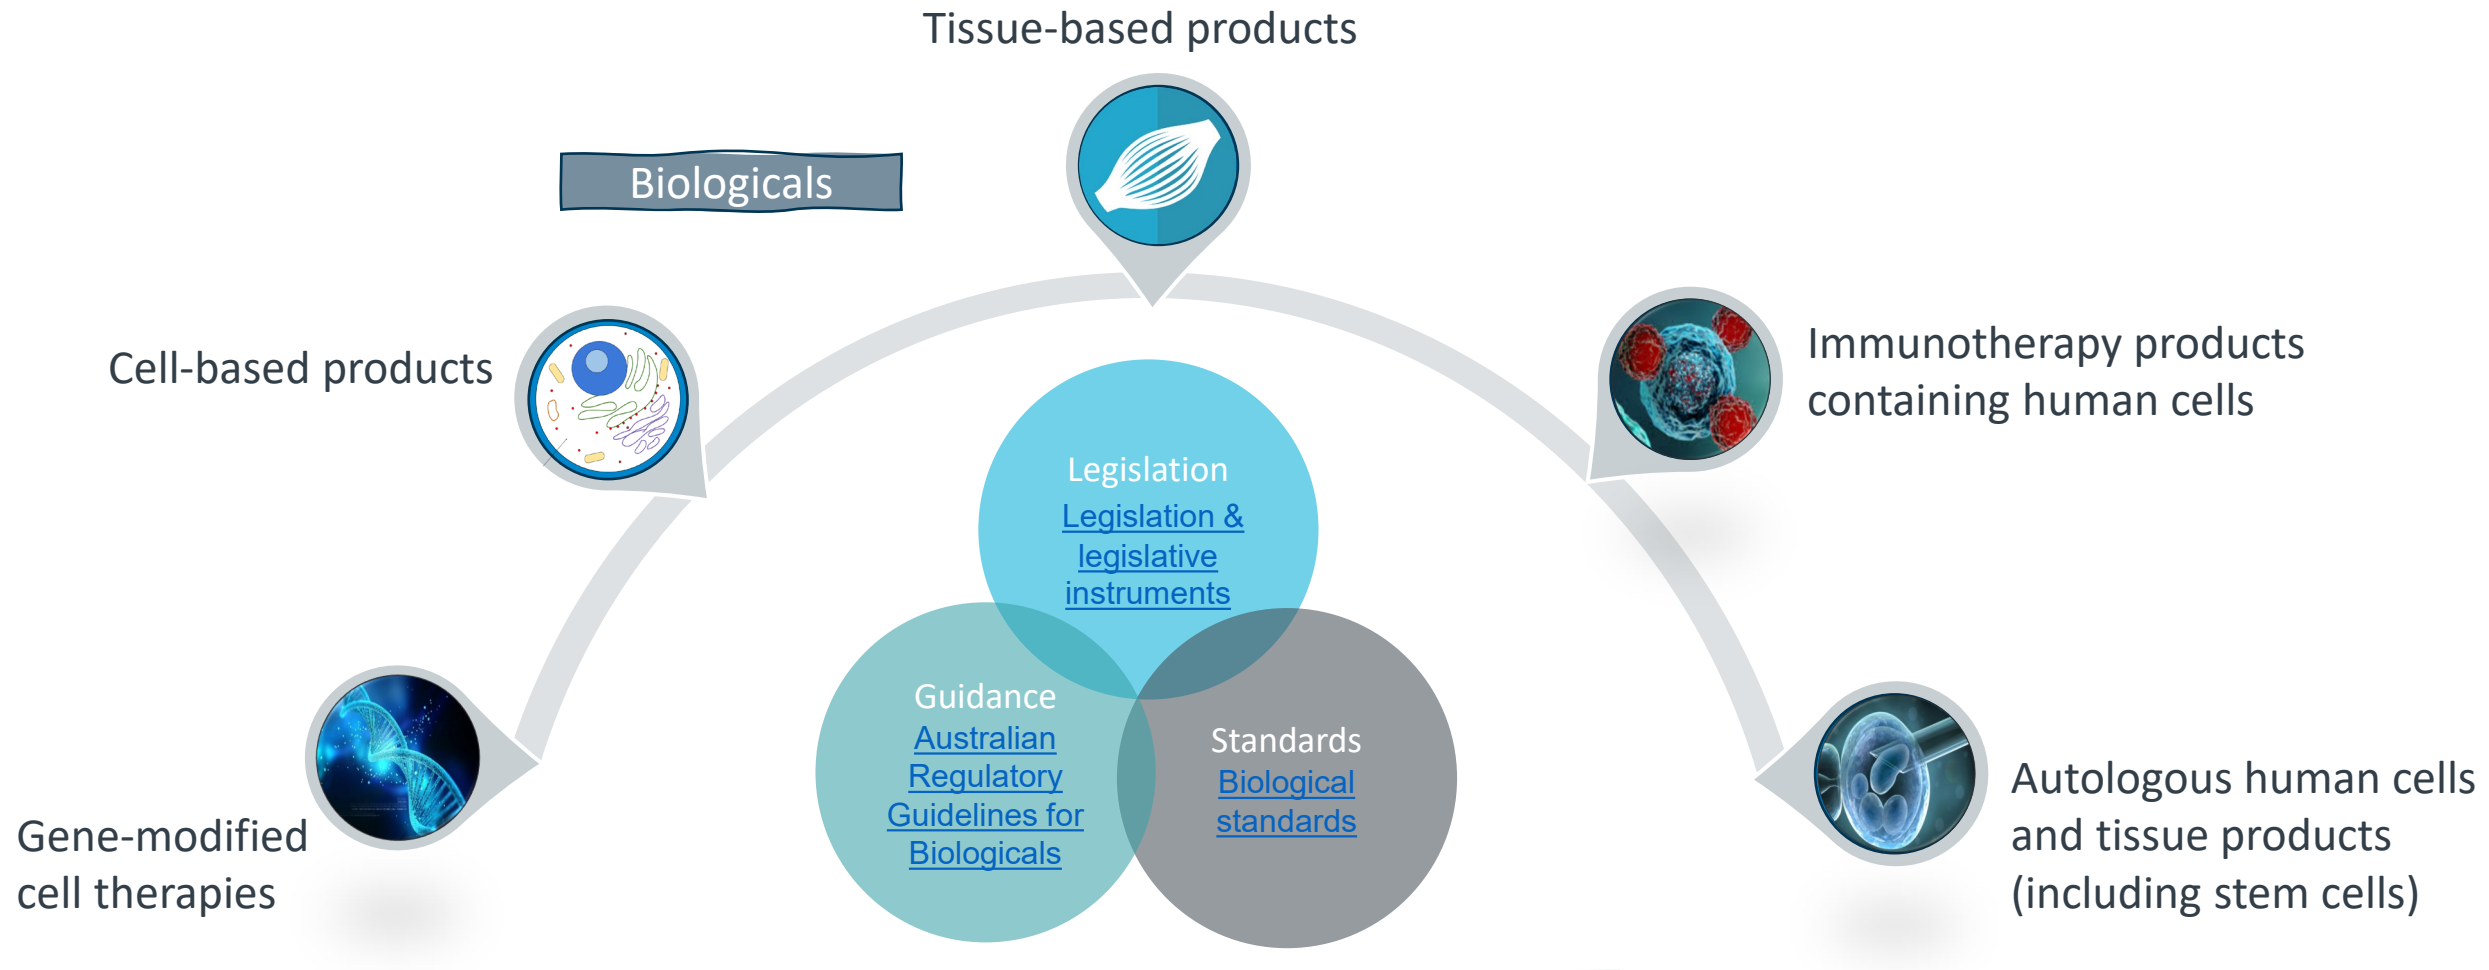 Tissue-based products
Biologicals
Cell-based products
Immunotherapy products
containing human cells
Legislation
Legislation &
legislative
instruments
Guidance
Australian
Regulatory
Guidelines for
Biologicals
Standards
Biological
standards
Gene-modified
cell therapies
Autologous human cells
and tissue products
(including stem cells)